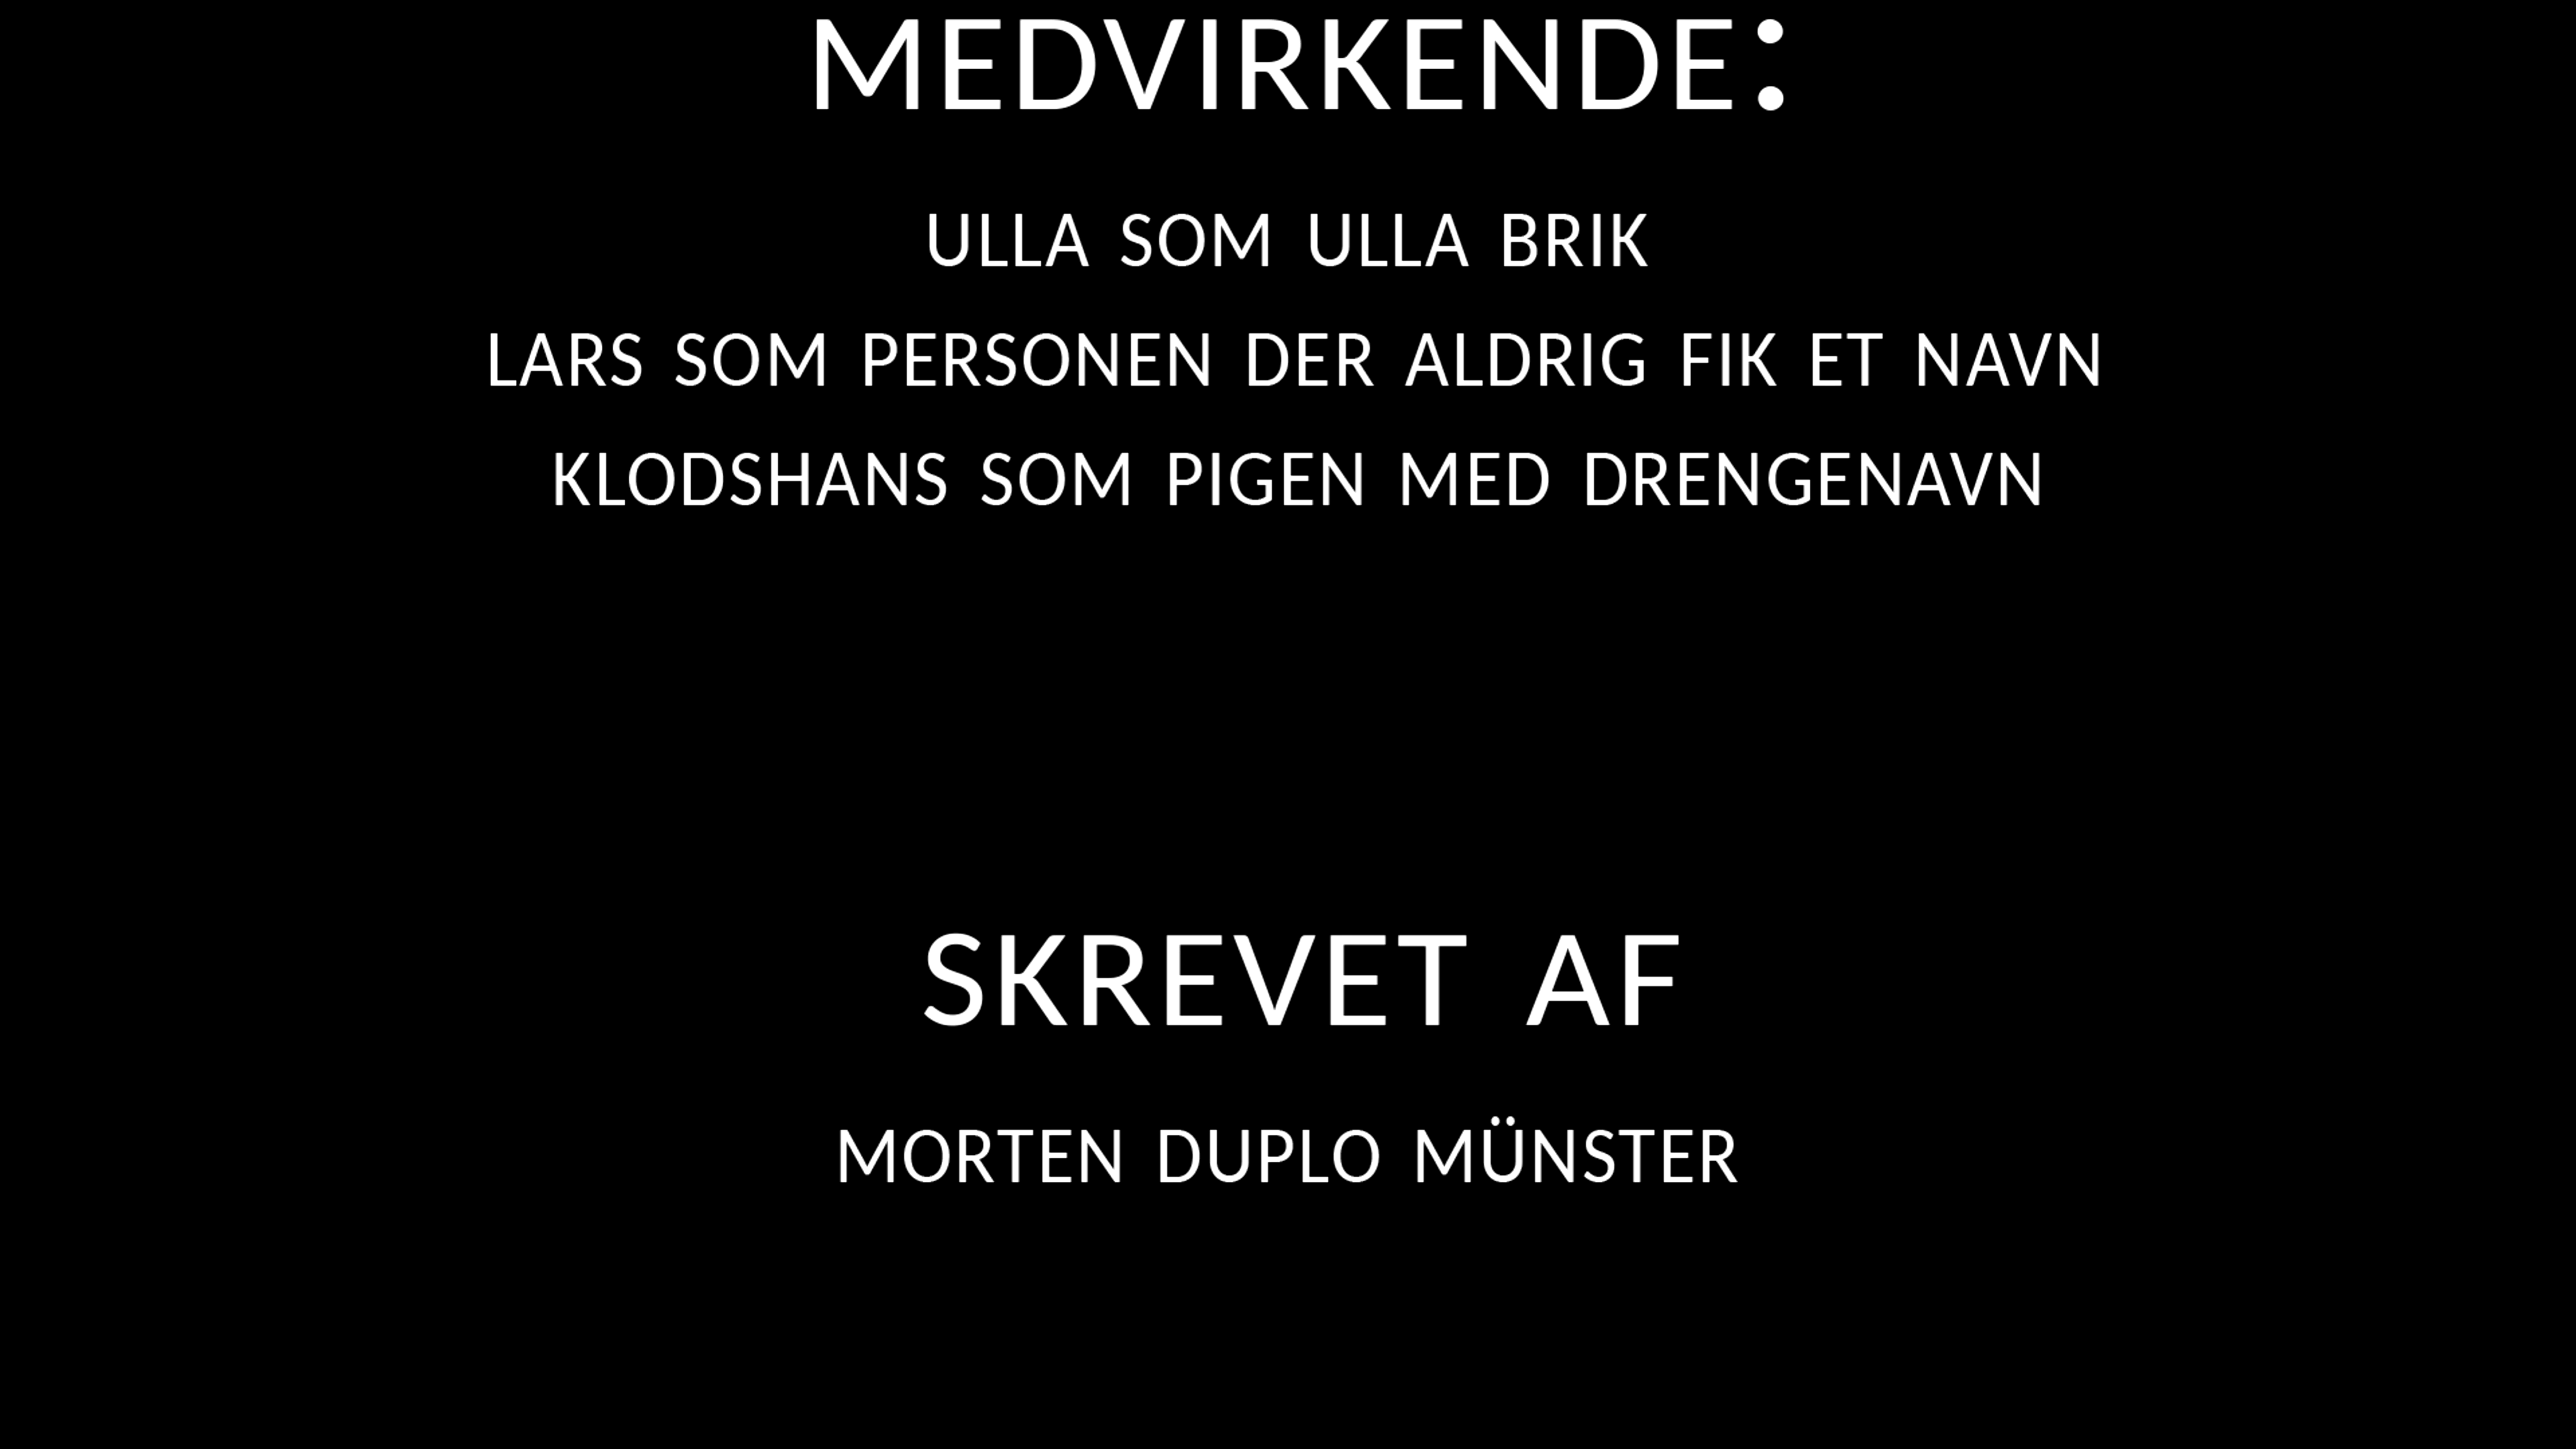 MEDVIRKENDE:
ULLA SOM ULLA BRIK
LARS SOM PERSONEN DER ALDRIG FIK ET NAVN
KLODSHANS SOM PIGEN MED DRENGENAVN
SKREVET AF
MORTEN DUPLO MÜNSTER